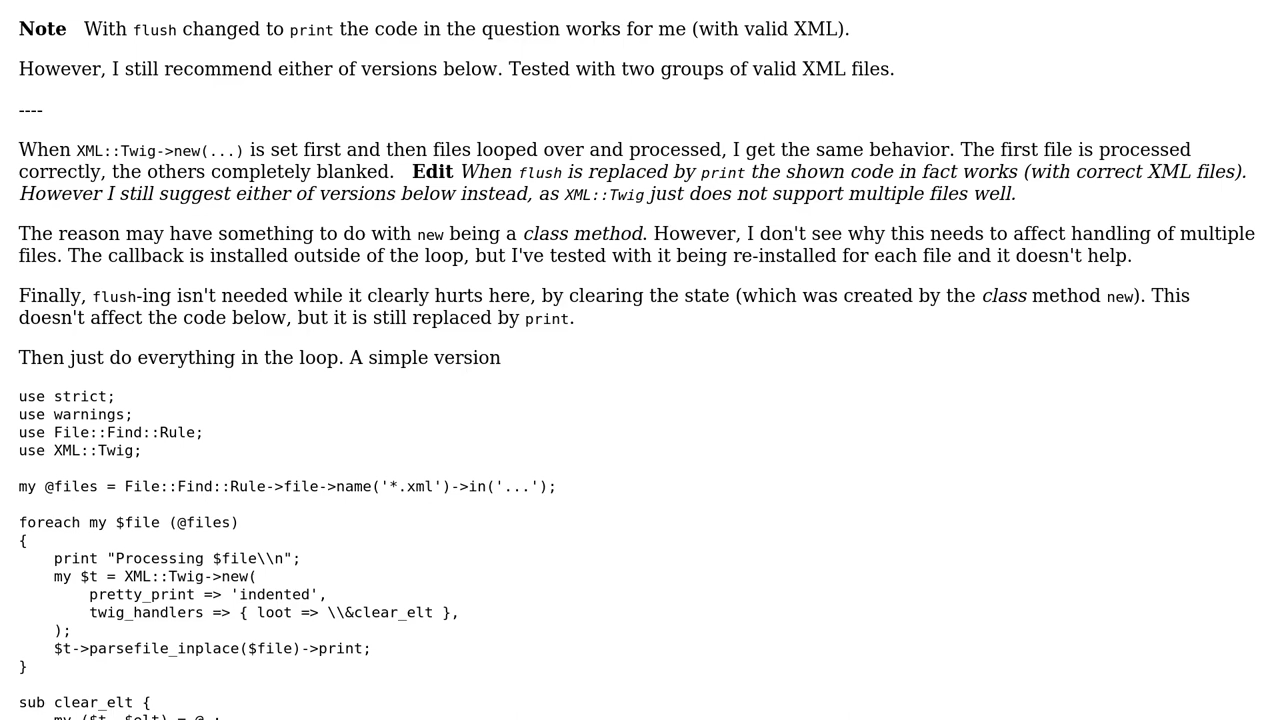 Note With flush changed to print the code in the question works for me (with valid XML).
However, I still recommend either of versions below. Tested with two groups of valid XML files.
----
When XML::Twig->new(...) is set first and then files looped over and processed, I get the same behavior. The first file is processed
correctly, the others completely blanked. Edit When flush is replaced by print the shown code in fact works (with correct XML files).
However I still suggest either of versions below instead, as XML::Twig just does not support multiple files well.
The reason may have something to do with new being a class method. However, I don't see why this needs to affect handling of multiple
files. The callback is installed outside of the loop, but I've tested with it being re-installed for each file and it doesn't help.
Finally, flush-ing isn't needed while it clearly hurts here, by clearing the state (which was created by the class method new). This
doesn't affect the code below, but it is still replaced by print.
Then just do everything in the loop. A simple version
use strict;
use warnings;
use File::Find::Rule;
use XML::Twig;
my @files = File::Find::Rule->file->name('*.xml')->in('...');
foreach my $file (@files)
{
    print "Processing $file\\n";
    my $t = XML::Twig->new(
        pretty_print => 'indented',
        twig_handlers => { loot => \\&clear_elt },
    );
    $t->parsefile_inplace($file)->print;
}
sub clear_elt {
    my ($t, $elt) = @_;